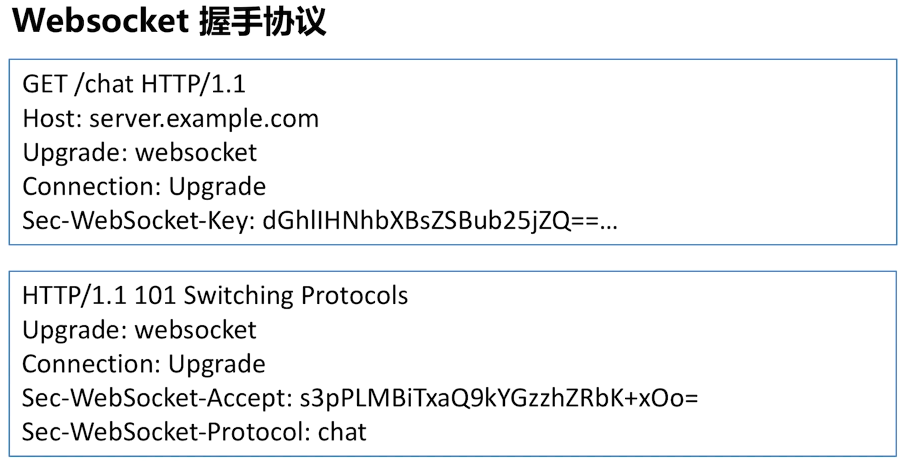 Websocket 握手协议
GET /chat HTTP/1.1
Host: server.example.com
Upgrade: websocket
Connection: Upgrade
Sec-WebSocket-Key: dGhlIHNhbXBsZSBub25jZQ==...
HTTP/1.1 101 Switching Protocols
Upgrade: websocket
Connection: Upgrade
Sec-WebSocket-Accept: s3pPLMBiTxaQ9kYGzzhZRbK+xOo=
Sec-WebSocket-Protocol: chat